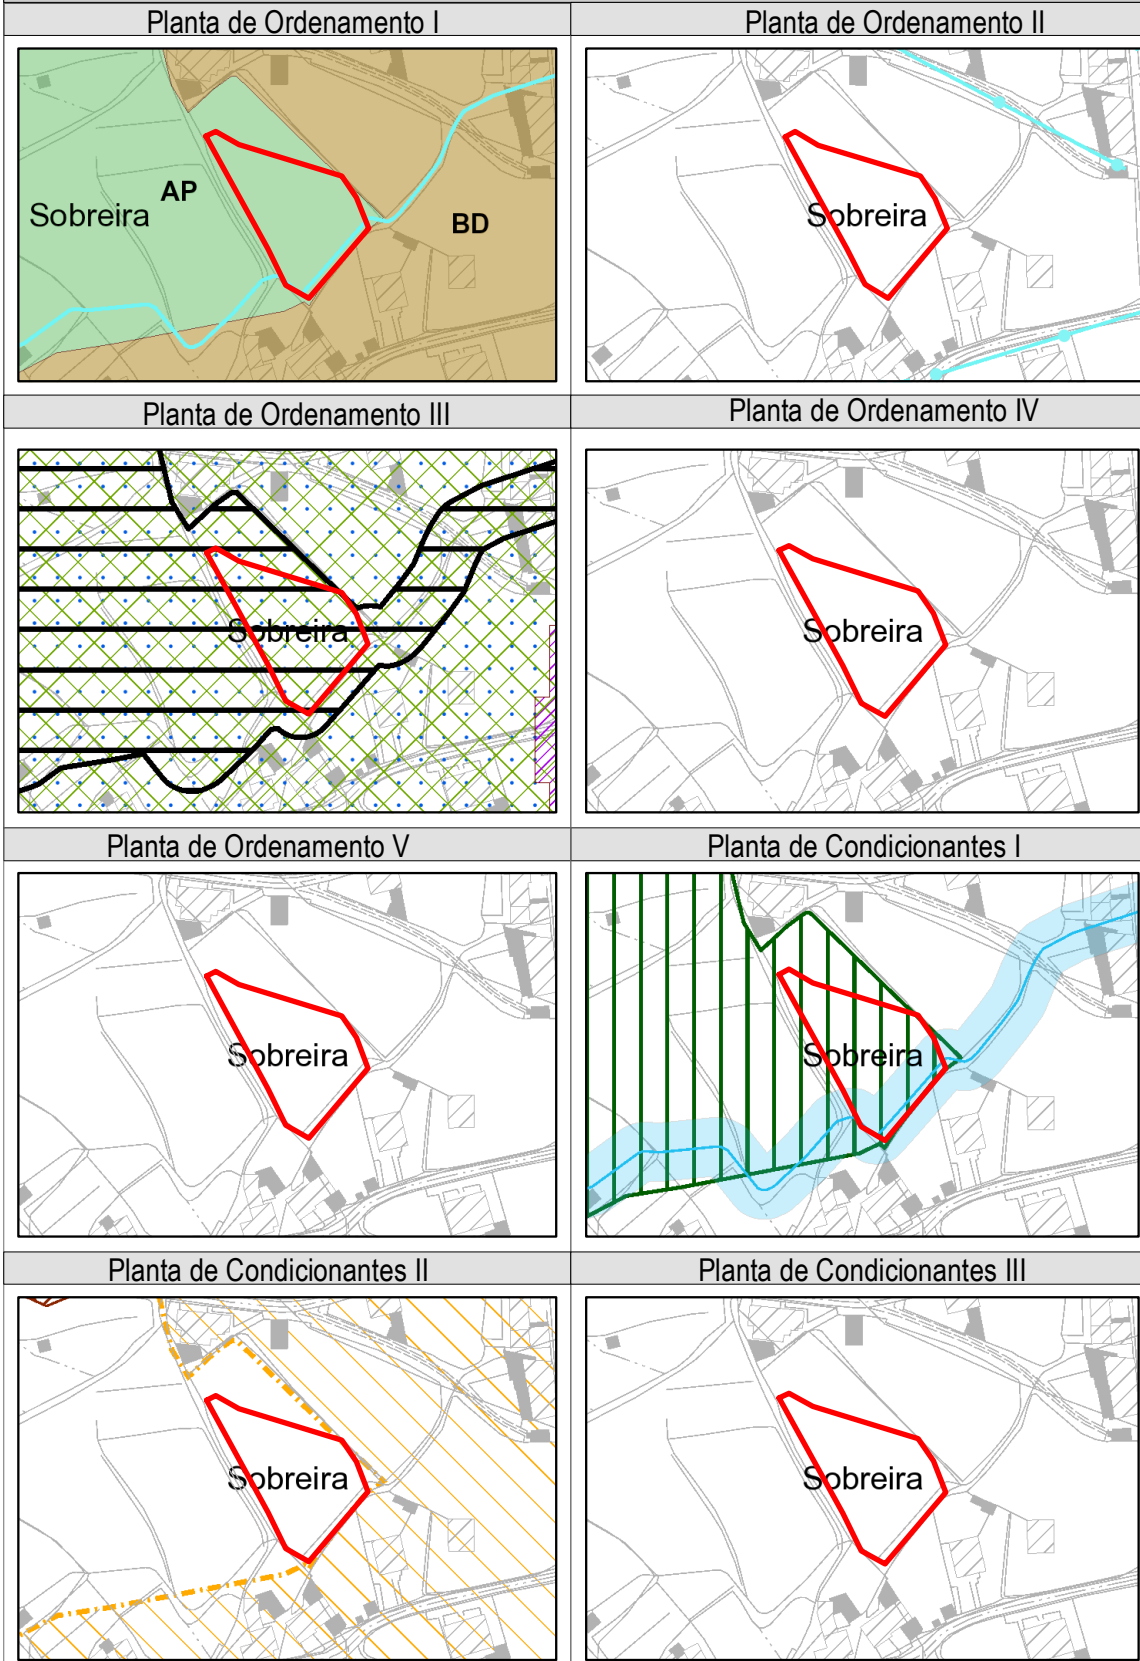 Planta de Ordenamento I
Planta de Ordenamento II
AP
Sobreira
BD
Sobreira
Planta de Ordenamento III
Planta de Ordenamento IV
Sobreira
Sobreira
Planta de Ordenamento V
Planta de Condicionantes I
Sobreira
Sobreira
Planta de Condicionantes II
Planta de Condicionantes III
Sobreira
Sobreira